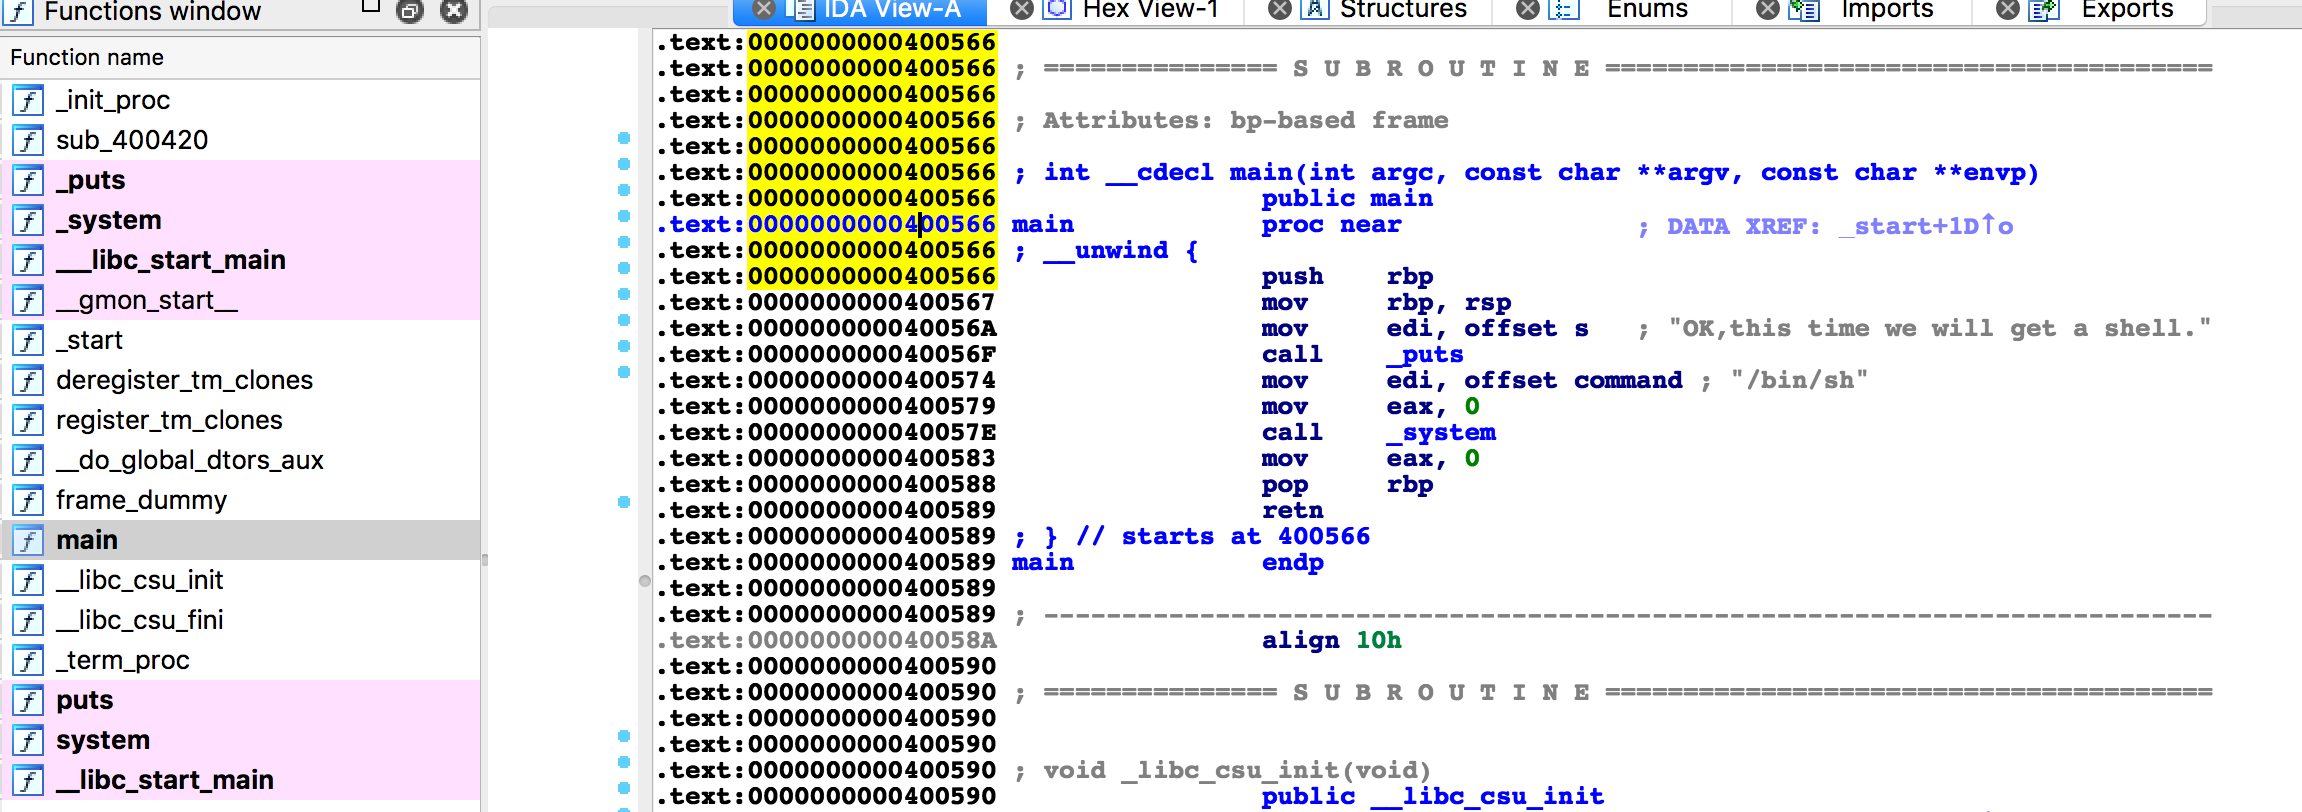 Functions window
Function name
_init_proc
sub_400420
_puts
_system
___libc_start_main
__gmon_start__
_start
deregister_tm_clones
register_tm_clones
__do_global_dtors_aux
frame_dummy
main
__libc_csu_init
__libc_csu_fini
_term_proc
puts
system
__libc_start_main
IDA View-A Hex View-1 Structures Enums Imports Exports
.text:0000000000400566
.text:0000000000400566 ; =============== S U B R O U T I N E =======================================
.text:0000000000400566
.text:0000000000400566 ; Attributes: bp-based frame
.text:0000000000400566
.text:0000000000400566 ; int __cdecl main(int argc, const char **argv, const char **envp)
.text:0000000000400566 public main
.text:0000000000400566 main proc near ; DATA XREF: _start+1D↑o
.text:0000000000400566 ; __unwind {
.text:0000000000400566 push rbp
.text:0000000000400567 mov rbp, rsp
.text:000000000040056A mov edi, offset s ; "OK,this time we will get a shell."
.text:000000000040056F call _puts
.text:0000000000400574 mov edi, offset command ; "/bin/sh"
.text:0000000000400579 mov eax, 0
.text:000000000040057E call _system
.text:0000000000400583 mov eax, 0
.text:0000000000400588 pop rbp
.text:0000000000400589 retn
.text:0000000000400589 ; } // starts at 400566
.text:0000000000400589 main endp
.text:0000000000400589
.text:0000000000400589 ; ---------------------------------------------------------------------------
.text:000000000040058A align 10h
.text:0000000000400590
.text:0000000000400590 ; =============== S U B R O U T I N E =======================================
.text:0000000000400590
.text:0000000000400590
.text:0000000000400590 ; void _libc_csu_init(void)
.text:0000000000400590 public __libc_csu_init